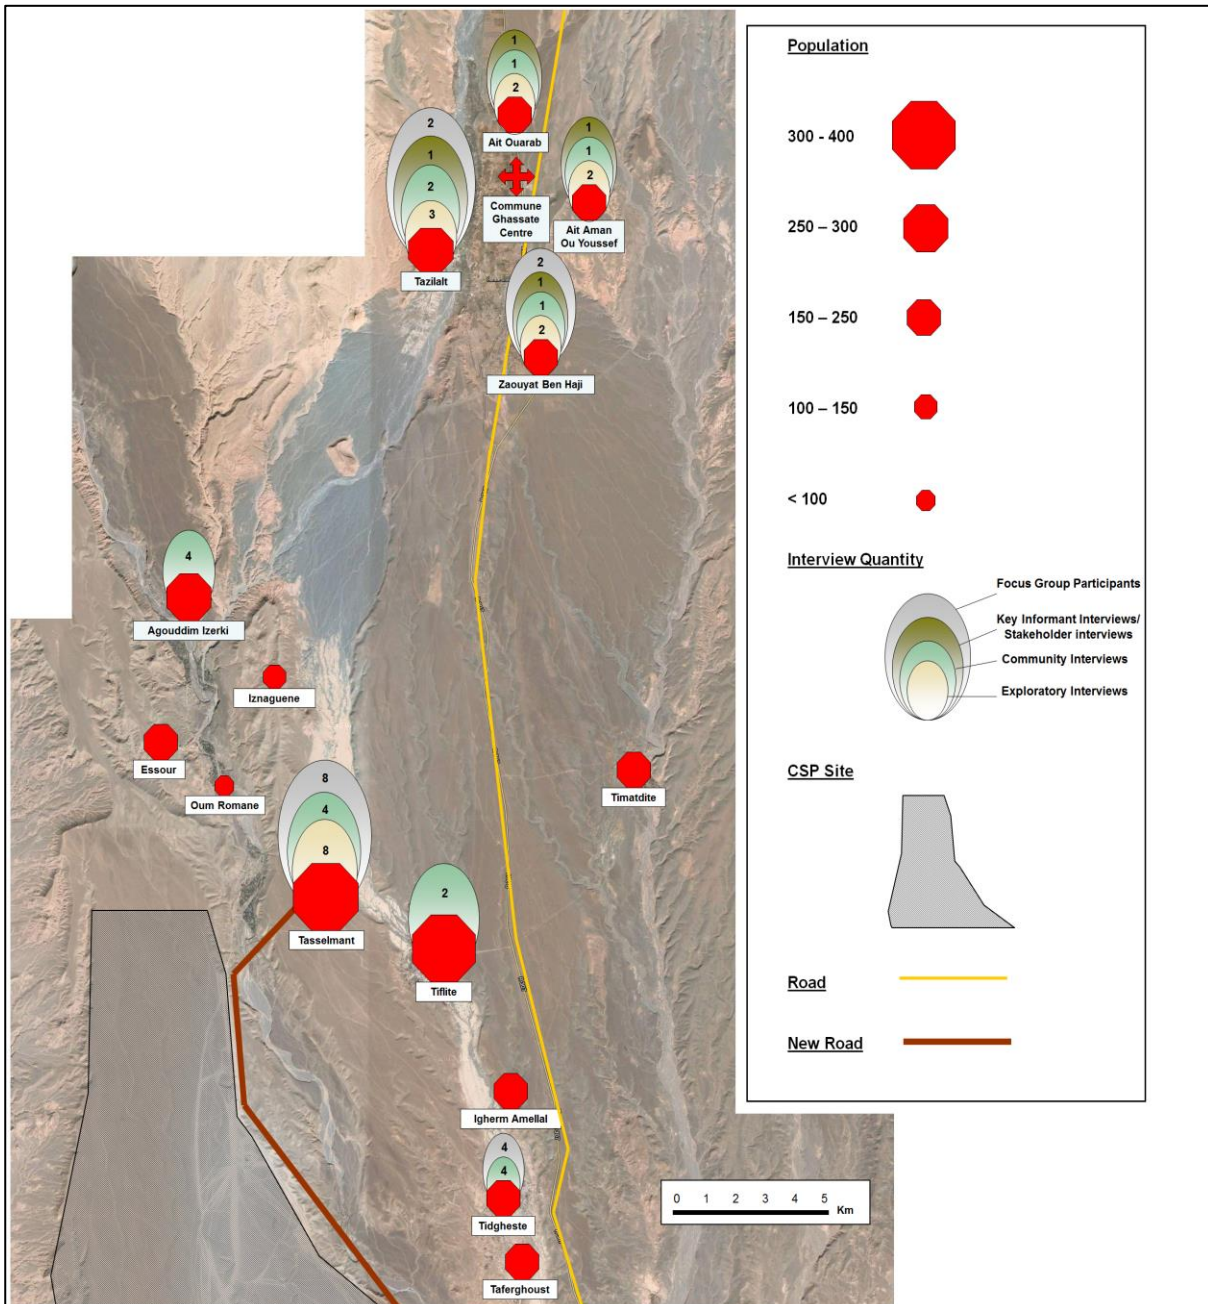 1
1
2
Ait Ouarab
2
1
2
3
Tazilalt
Commune
Ghassate
Centre
1
1
2
Ait Aman
Ou Youssef
2
1
1
2
Zaouyat Ben Haji
4
Agouddim Izerki
Iznaguene
Essour
Oum Romane
8
4
8
Tasselmant
2
Tiflite
Timatdite
Igherm Amellal
4
4
Tidgheste
Taferghoust
0 1 2 3 4 5
Km
Population
300 - 400
250 – 300
150 – 250
100 – 150
< 100
Interview Quantity
Focus Group Participants
Key Informant Interviews/
Stakeholder interviews
Community Interviews
Exploratory Interviews
CSP Site
Road
New Road